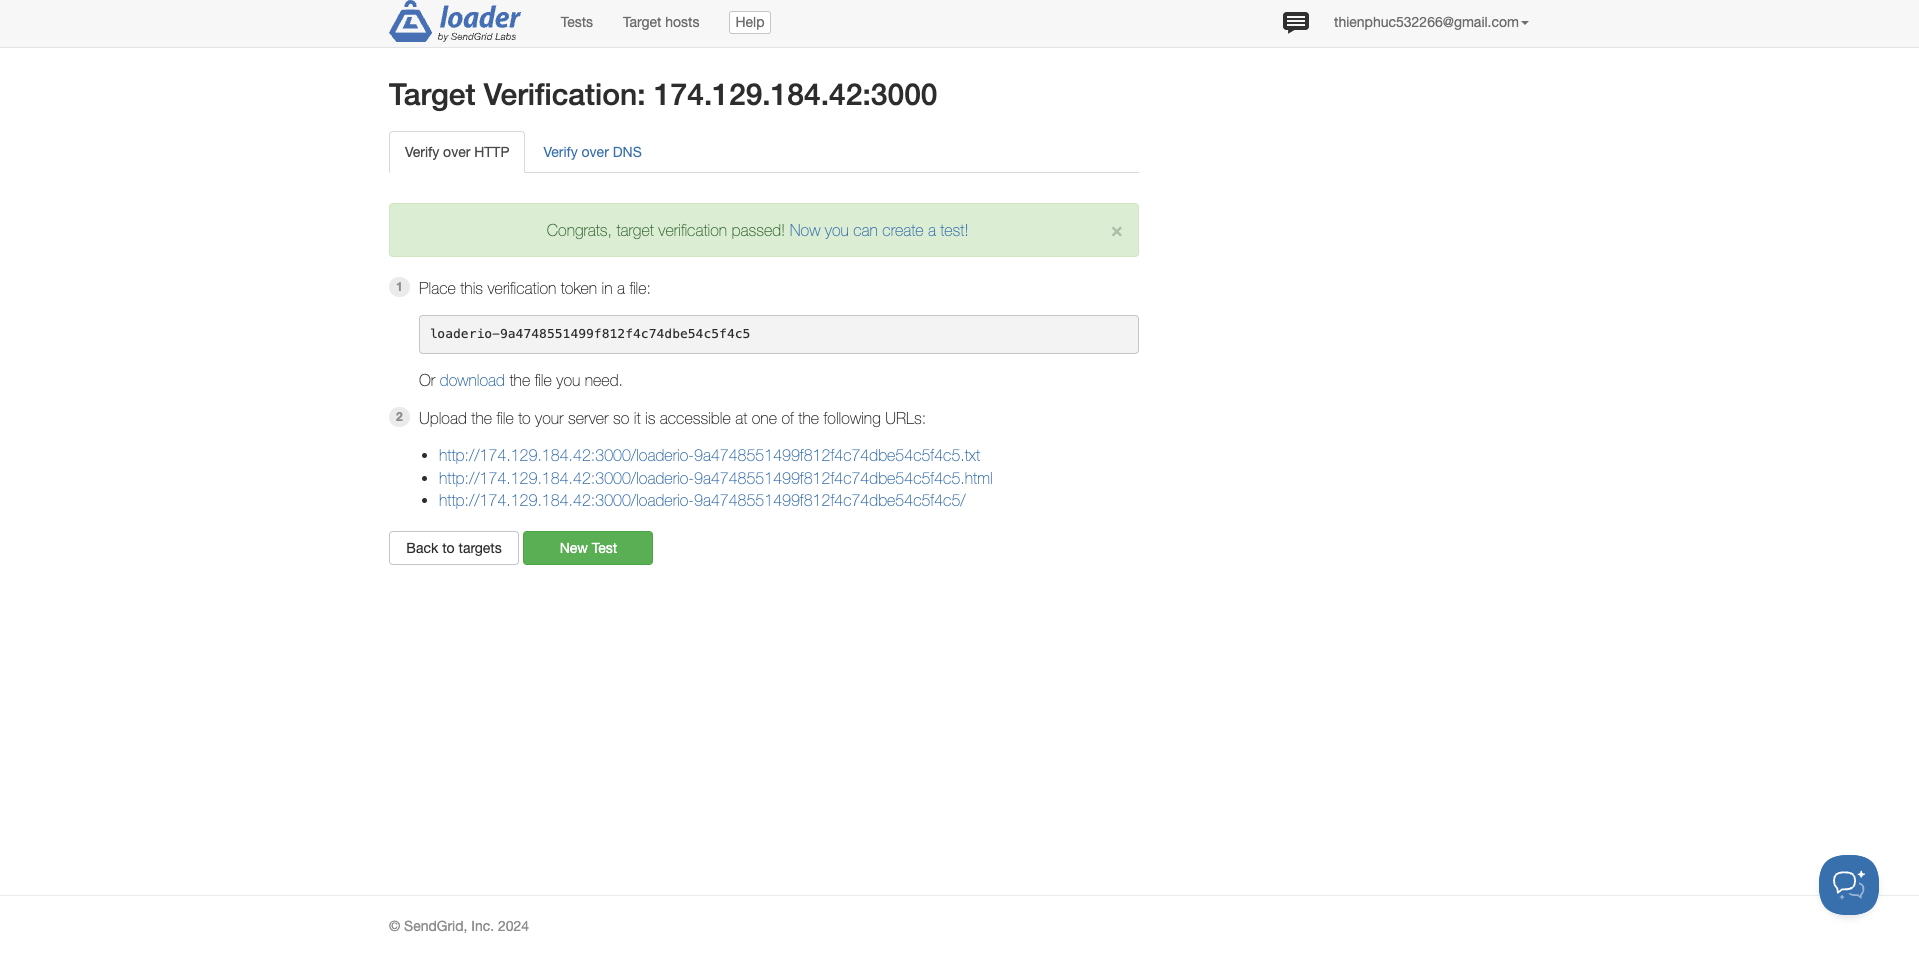 loader
by SendGrid Labs
Tests
Target hosts
Help
thienphuc532266@gmail.com
Target Verification: 174.129.184.42:3000
Verify over HTTP
Verify over DNS
Congrats, target verification passed! Now you can create a test!
×
1 Place this verification token in a file:
loaderio-9a4748551499f812f4c74dbe54c5f4c5
Or download the file you need.
2 Upload the file to your server so it is accessible at one of the following URLs:
• http://174.129.184.42:3000/loaderio-9a4748551499f812f4c74dbe54c5f4c5.txt
• http://174.129.184.42:3000/loaderio-9a4748551499f812f4c74dbe54c5f4c5.html
• http://174.129.184.42:3000/loaderio-9a4748551499f812f4c74dbe54c5f4c5/
Back to targets
New Test
© SendGrid, Inc. 2024